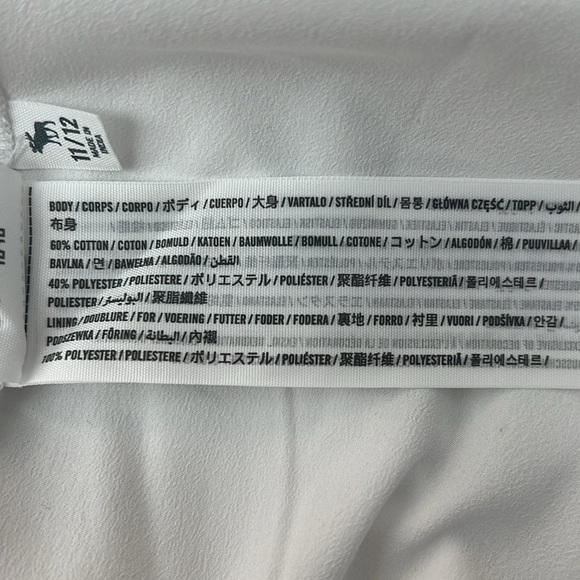 11/12
MADE IN
INDIA
BODY / CORPS / CORPO / ボディ / CUERPO / 大身 / VARTALO / STŘEDNÍ DÍL / 몸통 / GŁÓWNA CZĘŚĆ / TOPP / الثوب /
布身
60% COTTON / COTON / BOMULD / KATOEN / BAUMWOLLE / BOMULL / COTONE / コットン / ALGODÓN / 棉 / PUUVILLAA /
BAVLNA / 면 / BAWEŁNA / ALGODÃO / القطن /
40% POLYESTER / POLYESTERE / ポリエステル / POLIÉSTER / 聚酯纤维 / POLYESTERIÄ / 폴리에스테르 /
POLIESTER / البوليستر / 聚脂纖維
LINING / DOUBLURE / FOR / VOERING / FUTTER / FODER / FODERA / 裏地 / FORRO / 衬里 / VUORI / PODŠÍVKA / 안감 /
PODSZEWKA / FÖRING / البطانة / 內襯
100% POLYESTER / POLIESTERE / ポリエステル / POLIÉSTER / 聚酯纤维 / POLYESTERIÄ / 폴리에스테르 /